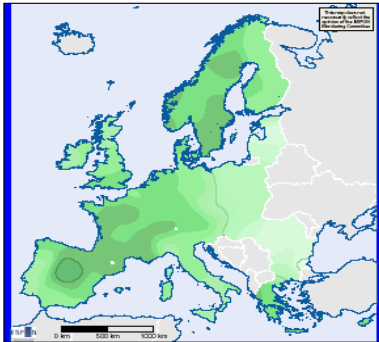 This map does not
necessarily reflect the
opinion of the ESPON
Monitoring Committee
ESPON
0 km 500 km 1000 km